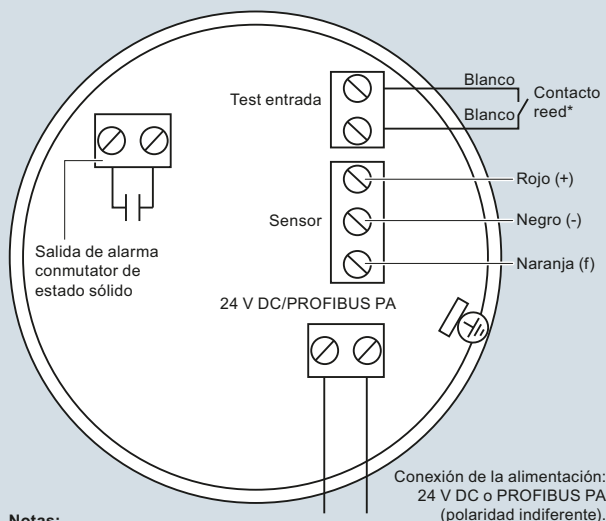 Test entrada
Blanco
Blanco
Contacto
reed*
Sensor
Rojo (+)
Negro (-)
Naranja (f)
Salida de alarma
conmutator de
estado sólido
24 V DC/PROFIBUS PA
Conexión de la alimentación:
24 V DC o PROFIBUS PA
(polaridad indiferente).
Notas: